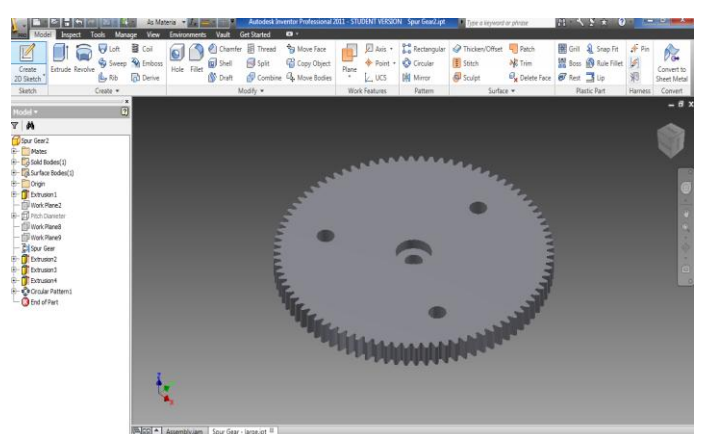 As Materia Autodesk Inventor Professional 2011 - STUDENT VERSION Spur Gear2.ipt Type a keyword or phrase
Model Inspect Tools Manage View Environments Vault Get Started
Loft Coil Chamfer Thread Move Face Axis Rectangular Thicken/Offset Patch Grill Snap Fit Pin
Create 2D Sketch Extrude Revolve Sweep Emboss Hole Fillet Shell Split Copy Object Plane Point Circular Stitch Trim Boss Rule Fillet Convert to Sheet Metal
Rib Derive Draft Combine Move Bodies UCS Mirror Sculpt Delete Face Rest Lip
Sketch Create Modify Work Features Pattern Surface Plastic Part Harness Convert
Model
Spur Gear2
Mates
Solid Bodies(1)
Surface Bodies(1)
Origin
Extrusion1
Work Plane2
Pitch Diameter
Work Plane8
Work Plane9
Spur Gear
Extrusion2
Extrusion3
Extrusion4
Circular Pattern1
End of Part
Z
X
Assembly.iam Spur Gear - large.ipt